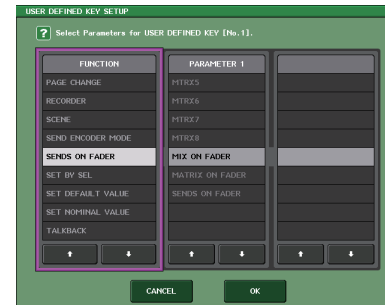 USER DEFINED KEY SETUP
? Select Parameters for USER DEFINED KEY [No.1].
FUNCTION
PAGE CHANGE
RECORDER
SCENE
SEND ENCODER MODE
SENDS ON FADER
SET BY SEL
SET DEFAULT VALUE
SET NOMINAL VALUE
TALKBACK
PARAMETER 1
MTRX5
MTRX6
MTRX7
MTRX8
MIX ON FADER
MATRIX ON FADER
SENDS ON FADER
CANCEL
OK